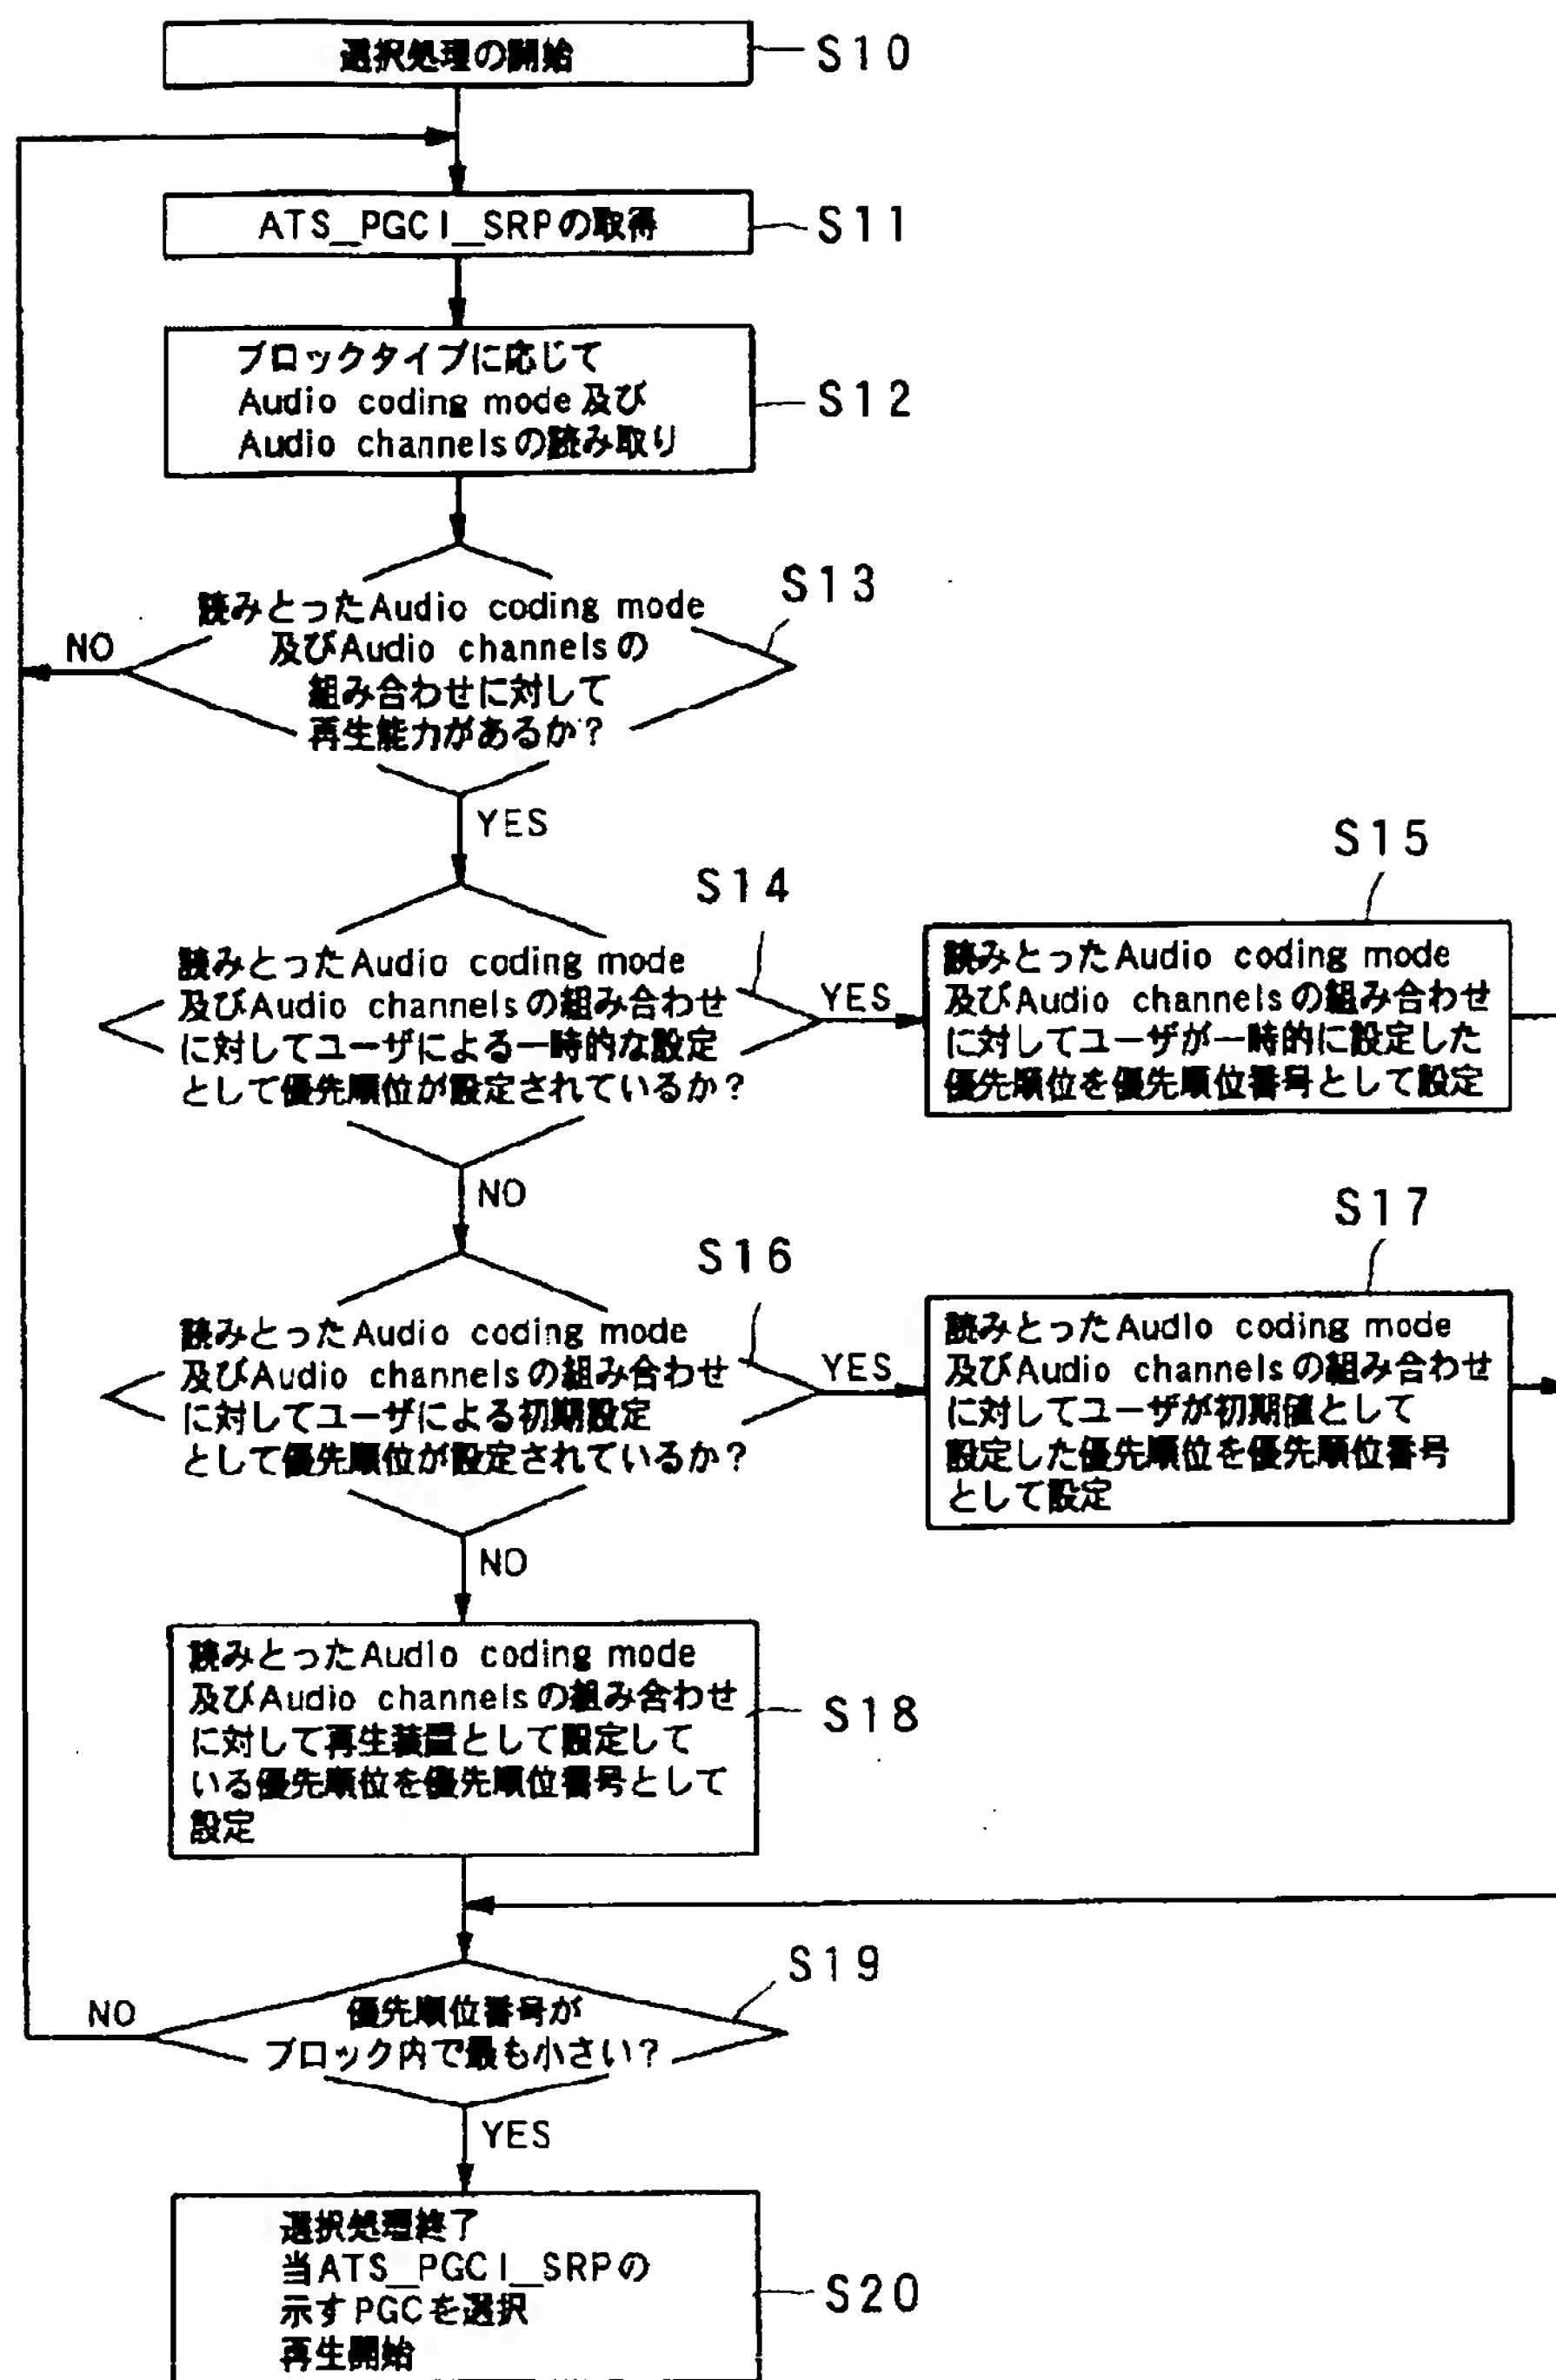 選択処理の開始
S10
ATS_PGCI_SRPの取得
S11
ブロックタイプに応じて
Audio coding mode及び
Audio channelsの読み取り
S12
読みとったAudio coding mode
及びAudio channelsの
組み合わせに対して
再生能力があるか?
S13
NO
YES
読みとったAudio coding mode
及びAudio channelsの組み合わせ
に対してユーザによる一時的な設定
として優先順位が設定されているか?
S14
YES
NO
読みとったAudio coding mode
及びAudio channelsの組み合わせ
に対してユーザが一時的に設定した
優先順位を優先順位番号として設定
S15
読みとったAudio coding mode
及びAudio channelsの組み合わせ
に対してユーザによる初期設定
として優先順位が設定されているか?
S16
YES
NO
読みとったAudio coding mode
及びAudio channelsの組み合わせ
に対してユーザが初期値として
設定した優先順位を優先順位番号
として設定
S17
読みとったAudio coding mode
及びAudio channelsの組み合わせ
に対して再生装置として設定して
いる優先順位を優先順位番号として
設定
S18
優先順位番号が
ブロック内で最も小さい?
S19
NO
YES
選択処理終了
当ATS_PGCI_SRPの
示すPGCを選択
再生開始
S20